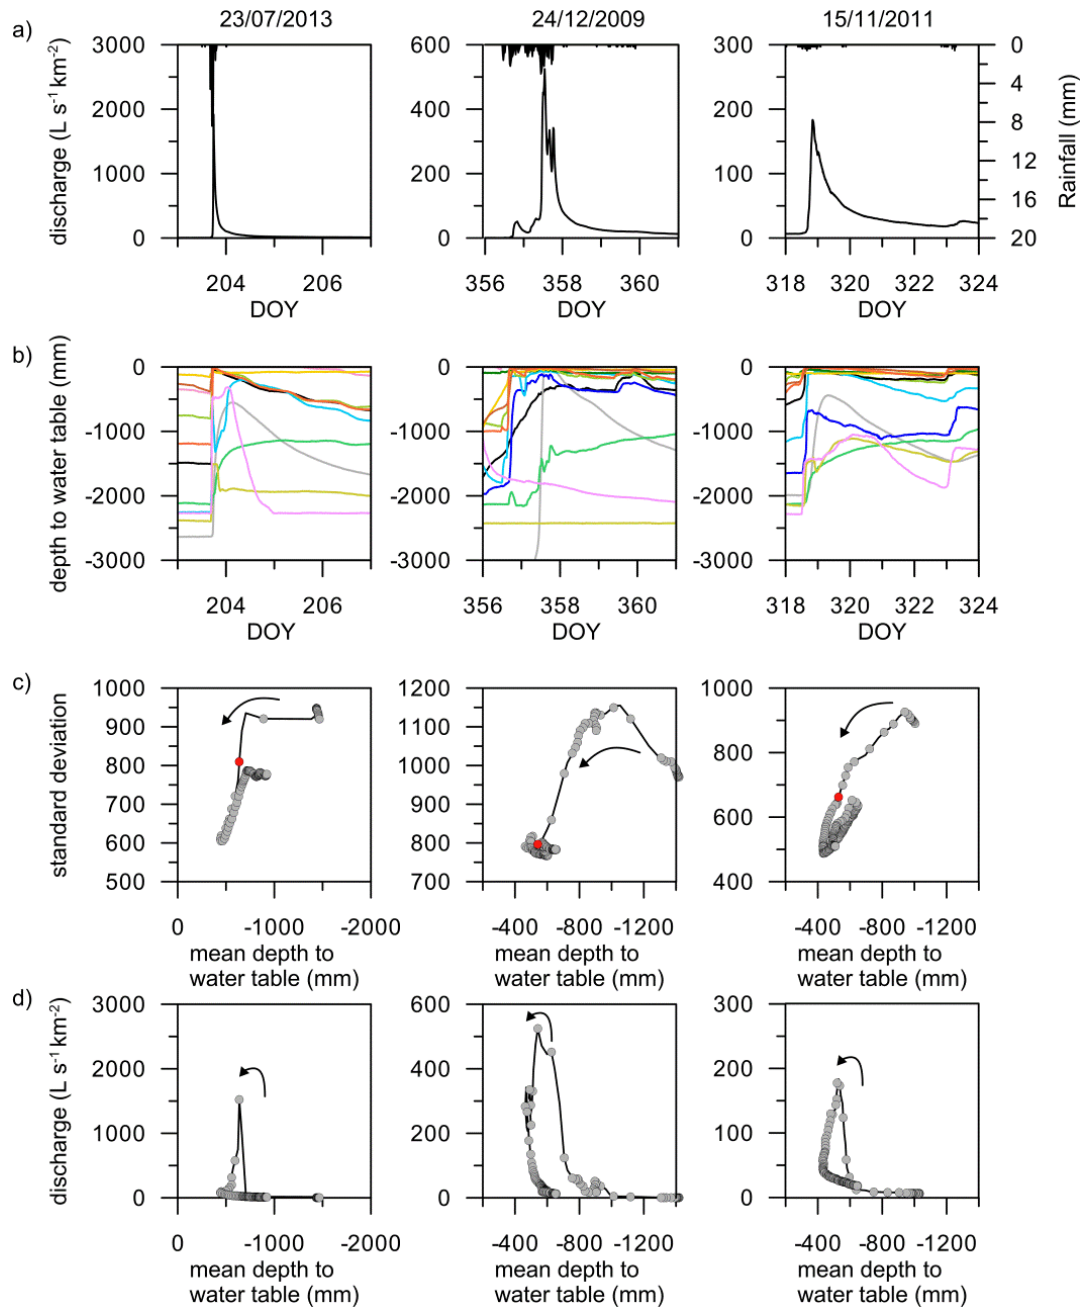 23/07/2013 24/12/2009 15/11/2011
a)
discharge (L s⁻¹ km⁻²)
3000 600 300 0
4
2000 400 200
8
12
1000 200 100
16
0 0 0 20
Rainfall (mm)
204 206 356 358 360 318 320 322 324
DOY DOY DOY
b)
depth to water table (mm)
0 0 0
-1000 -1000 -1000
-2000 -2000 -2000
-3000 -3000 -3000
204 206 356 358 360 318 320 322 324
DOY DOY DOY
c)
standard deviation
1000 1200 1000
900 1100
800 1000 800
700 900
600 800 600
500 700 400
0 -1000 -2000 -400 -800 -1200 -400 -800 -1200
mean depth to mean depth to mean depth to
water table (mm) water table (mm) water table (mm)
d)
discharge (L s⁻¹ km⁻²)
3000 600 300
2000 400 200
1000 200 100
0 0 0
0 -1000 -2000 -400 -800 -1200 -400 -800 -1200
mean depth to mean depth to mean depth to
water table (mm) water table (mm) water table (mm)